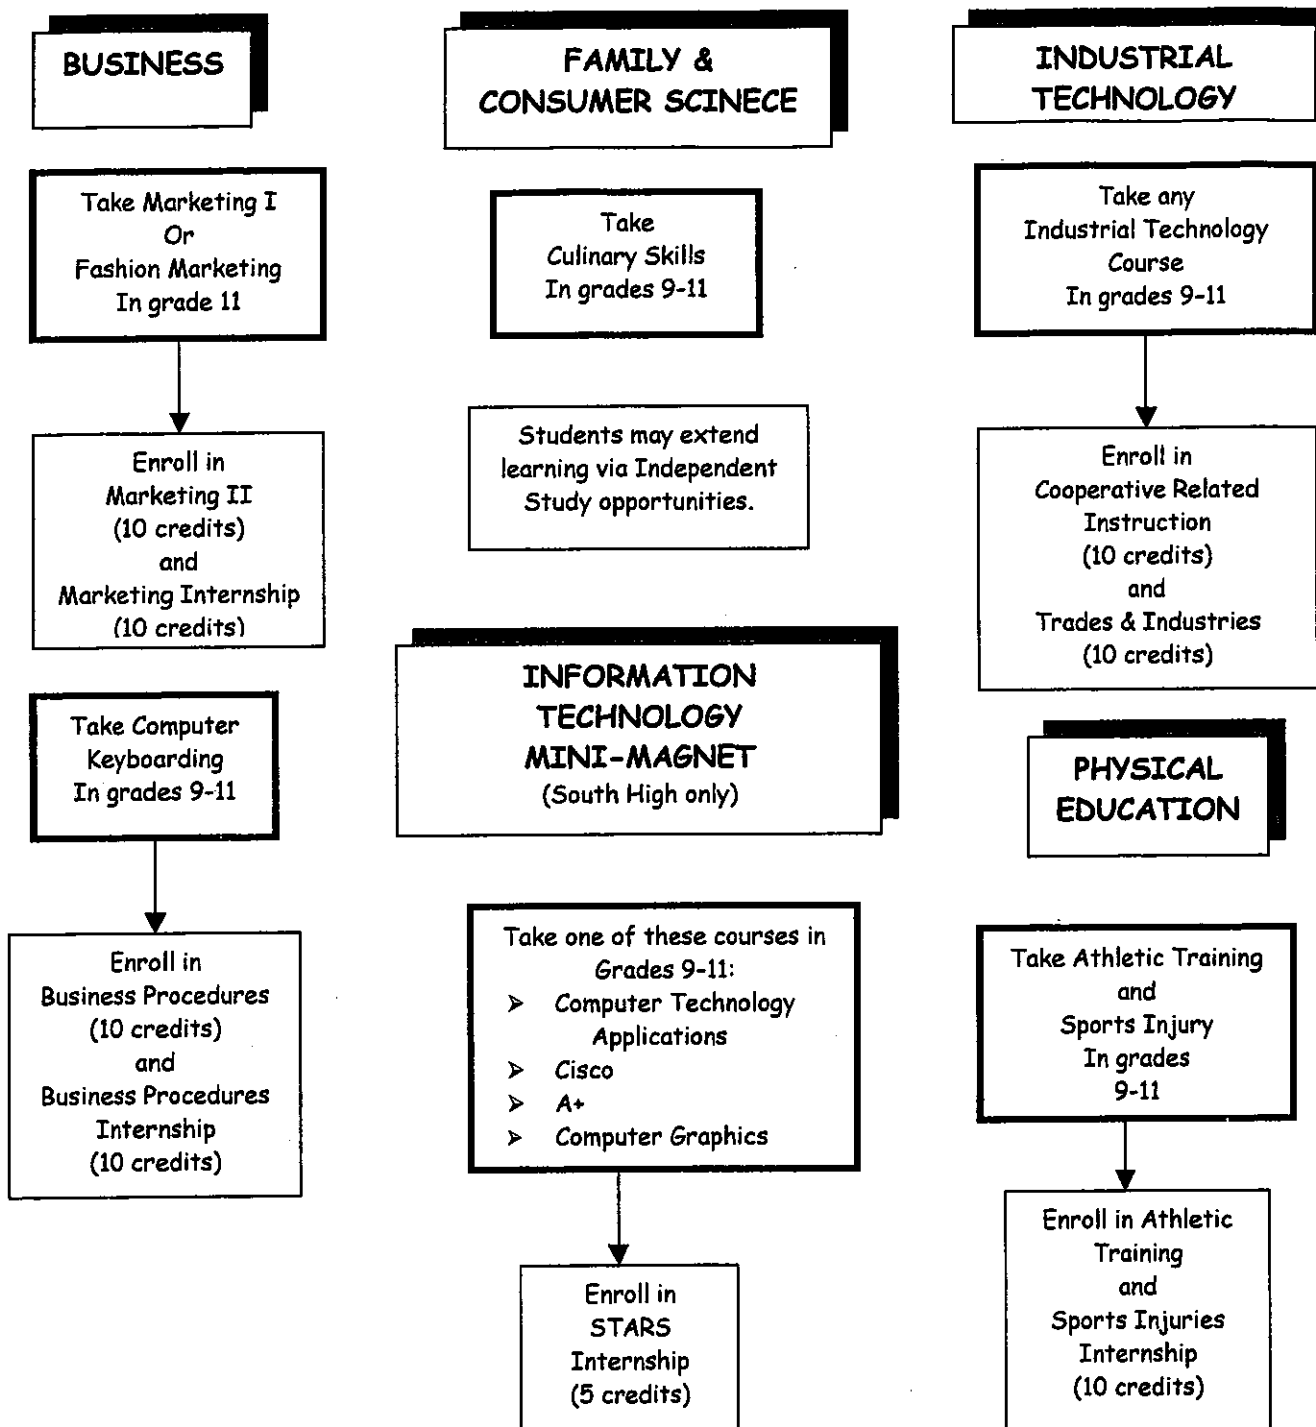 BUSINESS
Take Marketing I
Or
Fashion Marketing
In grade 11
Enroll in
Marketing II
(10 credits)
and
Marketing Internship
(10 credits)
Take Computer
Keyboarding
In grades 9-11
Enroll in
Business Procedures
(10 credits)
and
Business Procedures
Internship
(10 credits)
FAMILY &
CONSUMER SCINECE
Take
Culinary Skills
In grades 9-11
Students may extend
learning via Independent
Study opportunities.
INFORMATION
TECHNOLOGY
MINI-MAGNET
(South High only)
Take one of these courses in
Grades 9-11:
➢ Computer Technology
Applications
➢ Cisco
➢ A+
➢ Computer Graphics
Enroll in
STARS
Internship
(5 credits)
INDUSTRIAL
TECHNOLOGY
Take any
Industrial Technology
Course
In grades 9-11
Enroll in
Cooperative Related
Instruction
(10 credits)
and
Trades & Industries
(10 credits)
PHYSICAL
EDUCATION
Take Athletic Training
and
Sports Injury
In grades
9-11
Enroll in Athletic
Training
and
Sports Injuries
Internship
(10 credits)